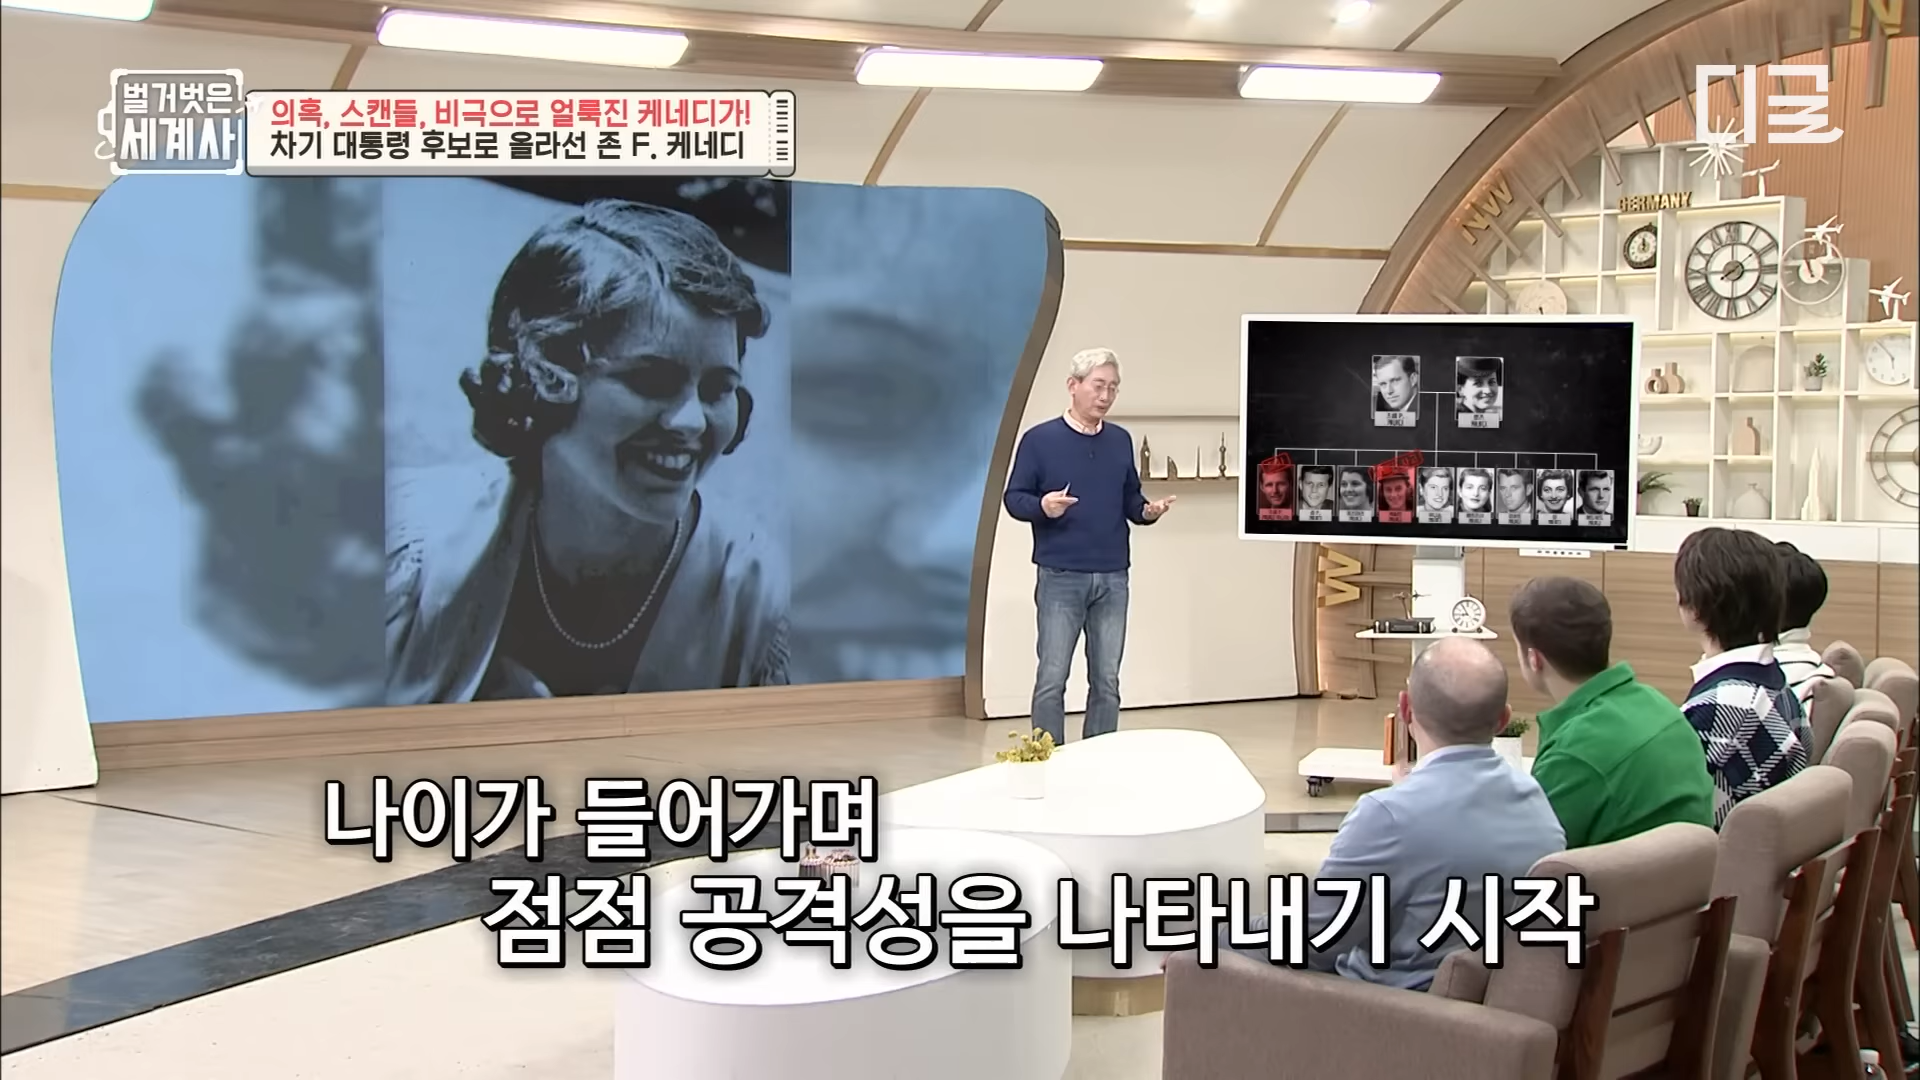 벌거벗은
세계사
의혹, 스캔들, 비극으로 얼룩진 케네디가!
차기 대통령 후보로 올라선 존 F. 케네디
디글
NW
N
GERMANY
W
나이가 들어가며
점점 공격성을 나타내기 시작